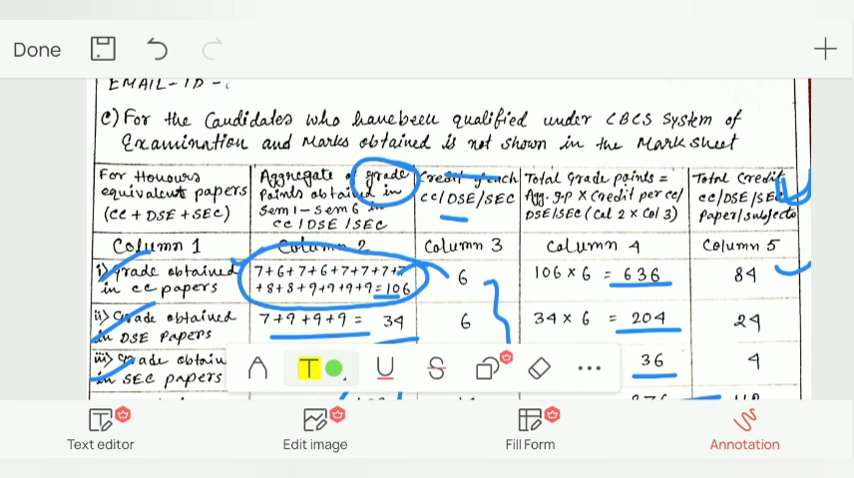 Done
EMAIL-ID -
C) For the Candidates who have been qualified under CBCS System of
Examination and Marks obtained is not shown in the Mark sheet
For Honours
equivalent papers
(CC + DSE + SEC)
Aggregate of grade
Points obtained in
Sem 1 - Sem 6 in
CC / DSE / SEC
Credit of each
CC/DSE/SEC
Total Grade points =
Agg. g.p X Credit per CC/
DSE/SEC (Col 2 x Col 3)
Total Credit
CC/DSE/SEC
Paper/subjects
Column 1
Column 2
Column 3
Column 4
Column 5
i) Grade obtained
in CC papers
7+6+7+6+7+7+7+7
+8+8+9+9+9+9=106
6
106 x 6 = 636
84
ii) Grade obtained
in DSE Papers
7+9+9+9 = 34
6
34 x 6 = 204
24
iii) Grade obtain
in SEC papers
36
4
Text editor
Edit image
Fill Form
Annotation